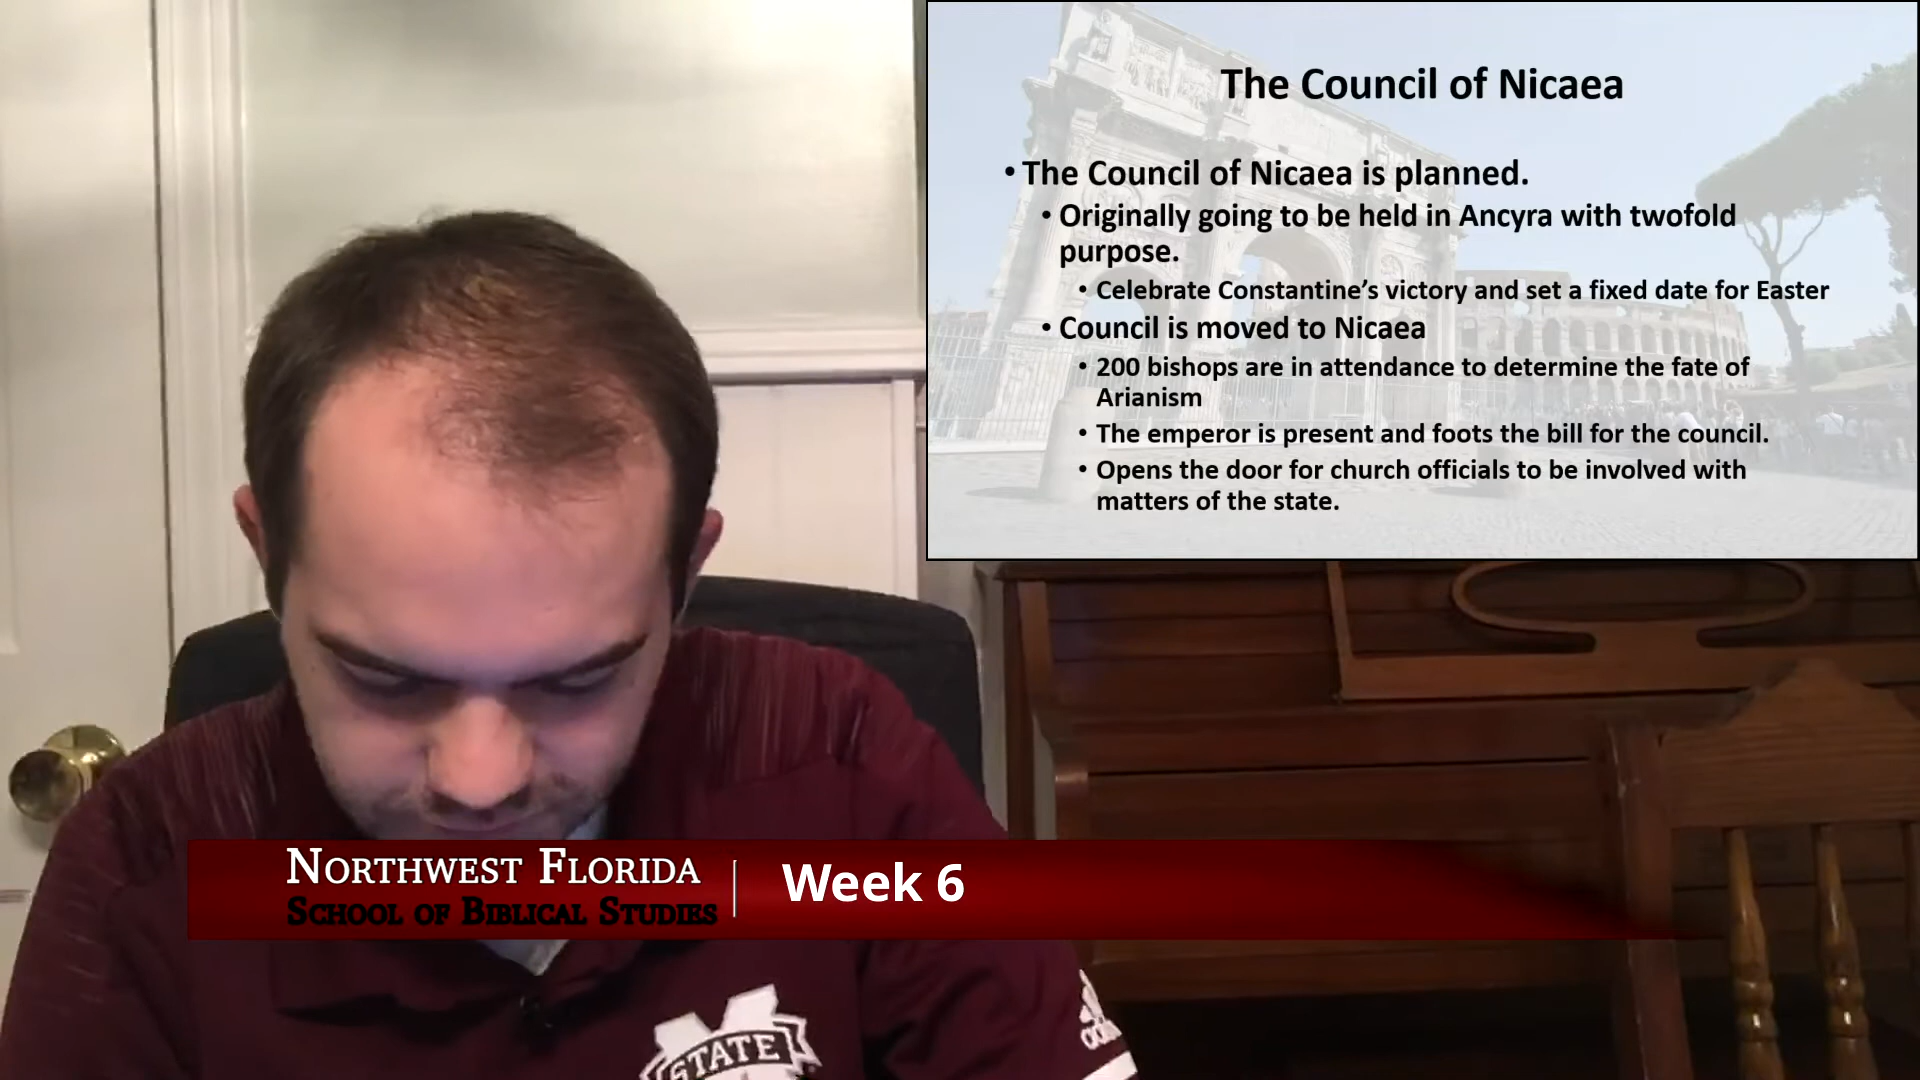 The Council of Nicaea
• The Council of Nicaea is planned.
• Originally going to be held in Ancyra with twofold
purpose.
• Celebrate Constantine’s victory and set a fixed date for Easter
• Council is moved to Nicaea
• 200 bishops are in attendance to determine the fate of
Arianism
• The emperor is present and foots the bill for the council.
• Opens the door for church officials to be involved with
matters of the state.
Northwest Florida
School of Biblical Studies
Week 6
STATE